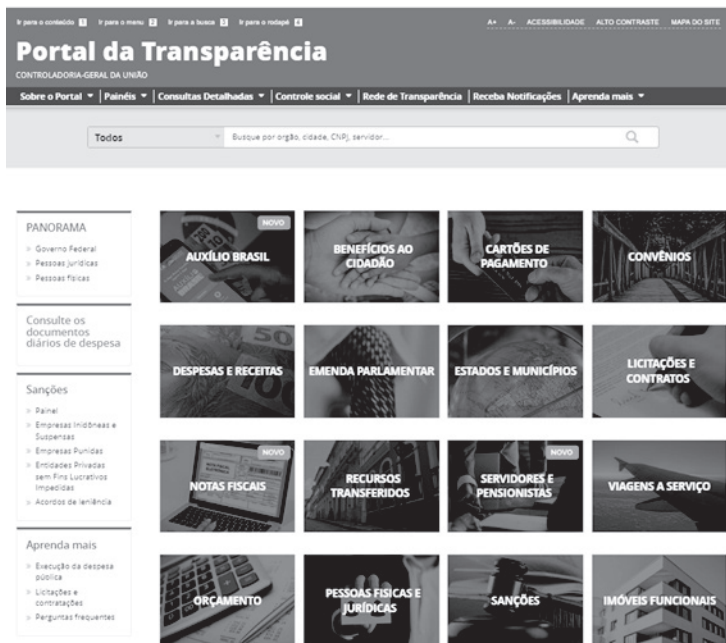 Ir para o conteúdo 1 Ir para o menu 2 Ir para a busca 3 Ir para o rodapé 4
A+ A- ACESSIBILIDADE ALTO CONTRASTE MAPA DO SITE
Portal da Transparência
CONTROLADORIA-GERAL DA UNIÃO
Sobre o Portal Painéis Consultas Detalhadas Controle social Rede de Transparência Receba Notificações Aprenda mais
Todos Busque por orgão, cidade, CNPJ, servidor...
PANORAMA
» Governo Federal
» Pessoas jurídicas
» Pessoas físicas
Consulte os
documentos
diários de despesa
Sanções
» Painel
» Empresas Inidôneas e
Suspensas
» Empresas Punidas
» Entidades Privadas
sem Fins Lucrativos
Impedidas
» Acordos de leniência
Aprenda mais
» Execução da despesa
pública
» Licitações e
contratações
» Perguntas frequentes
NOVO
AUXÍLIO BRASIL
BENEFÍCIOS AO
CIDADÃO
CARTÕES DE
PAGAMENTO
CONVÊNIOS
DESPESAS E RECEITAS
EMENDA PARLAMENTAR
ESTADOS E MUNICÍPIOS
LICITAÇÕES E
CONTRATOS
NOVO
NOTAS FISCAIS
RECURSOS
TRANSFERIDOS
NOVO
SERVIDORES E
PENSIONISTAS
VIAGENS A SERVIÇO
ORÇAMENTO
PESSOAS FISICAS E
JURÍDICAS
SANÇÕES
IMÓVEIS FUNCIONAIS